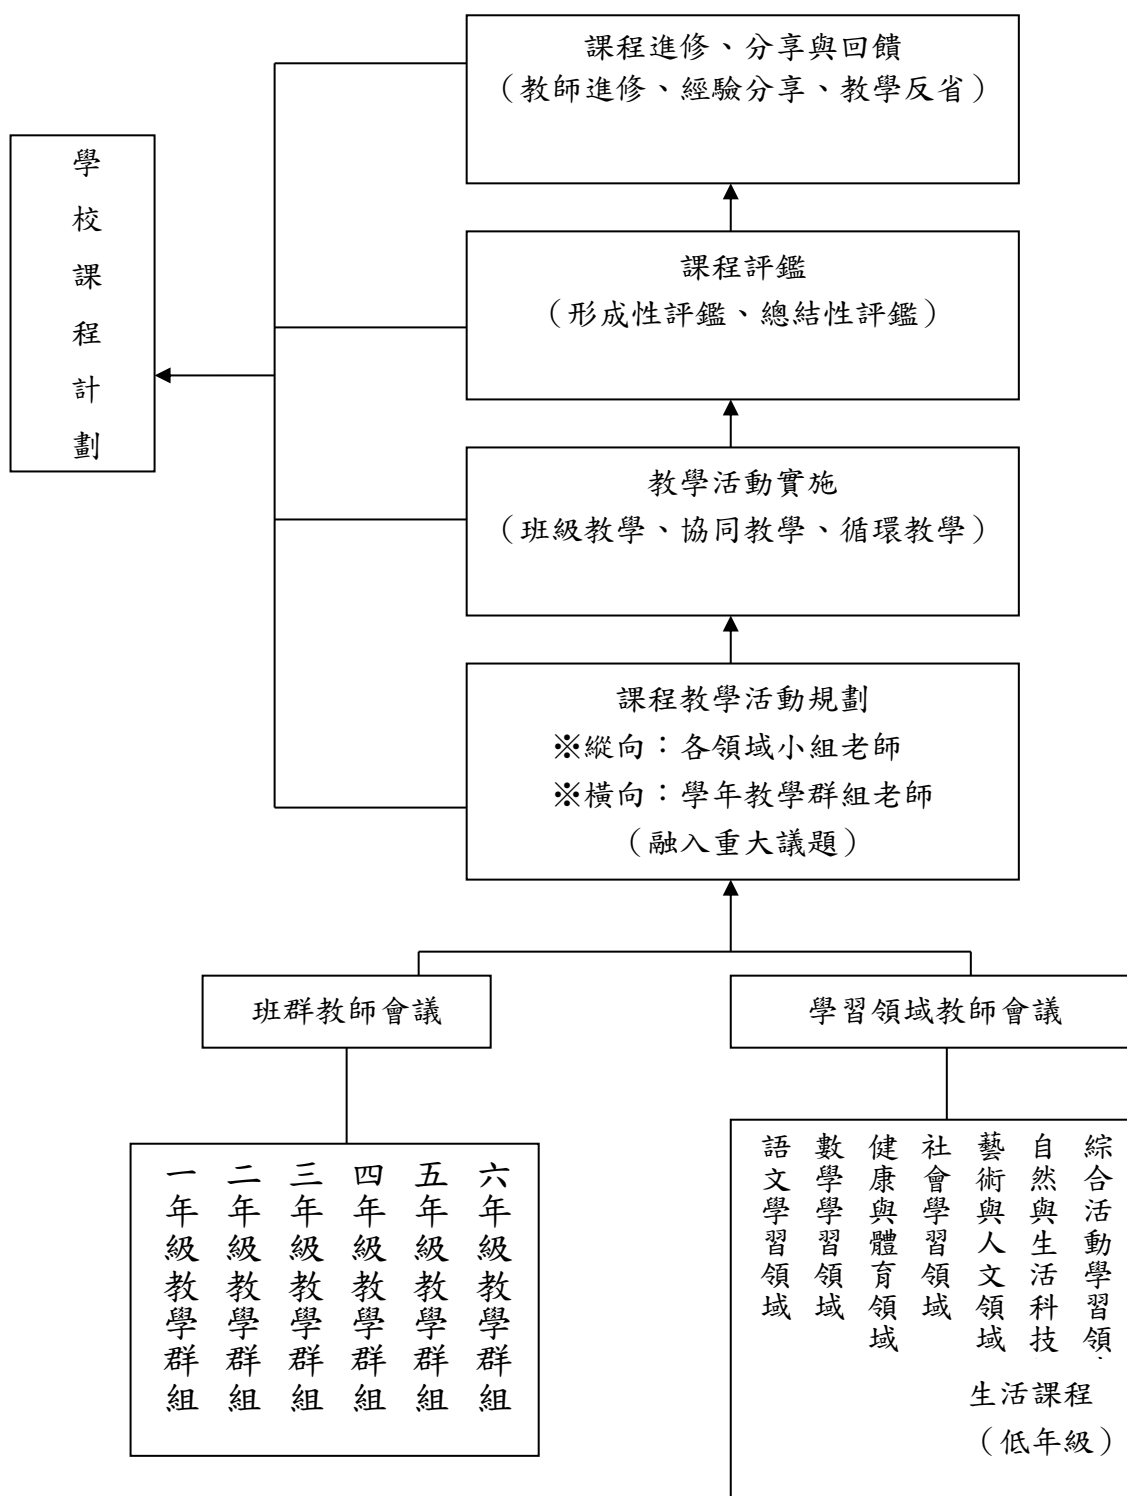 課程進修、分享與回饋
（教師進修、經驗分享、教學反省）
學校課程計劃
課程評鑑
（形成性評鑑、總結性評鑑）
教學活動實施
（班級教學、協同教學、循環教學）
課程教學活動規劃
※縱向：各領域小組老師
※橫向：學年教學群組老師
（融入重大議題）
班群教師會議
學習領域教師會議
一年級教學群組
二年級教學群組
三年級教學群組
四年級教學群組
五年級教學群組
六年級教學群組
語文學習領域
數學學習領域
健康與體育領域
社會學習領域
藝術與人文領域
自然與生活科技
綜合活動學習領
生活課程
（低年級）